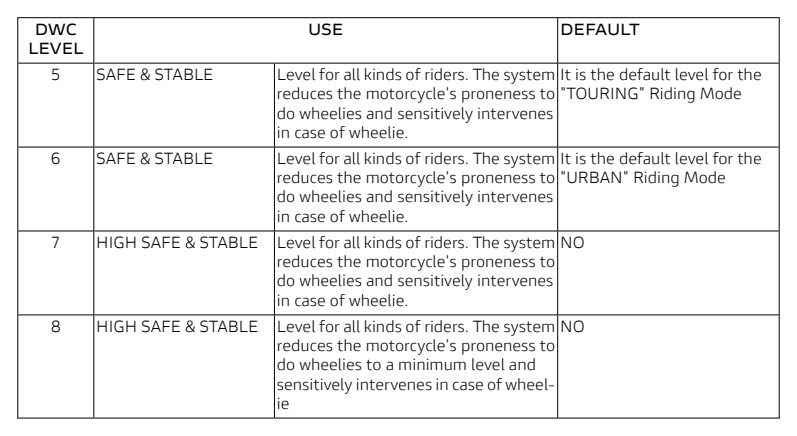 DWC LEVEL USE DEFAULT
5 SAFE & STABLE Level for all kinds of riders. The system It is the default level for the
reduces the motorcycle's proneness to "TOURING" Riding Mode
do wheelies and sensitively intervenes
in case of wheelie.
6 SAFE & STABLE Level for all kinds of riders. The system It is the default level for the
reduces the motorcycle's proneness to "URBAN" Riding Mode
do wheelies and sensitively intervenes
in case of wheelie.
7 HIGH SAFE & STABLE Level for all kinds of riders. The system NO
reduces the motorcycle's proneness to
do wheelies and sensitively intervenes
in case of wheelie.
8 HIGH SAFE & STABLE Level for all kinds of riders. The system NO
reduces the motorcycle's proneness to
do wheelies to a minimum level and
sensitively intervenes in case of wheel-
ie